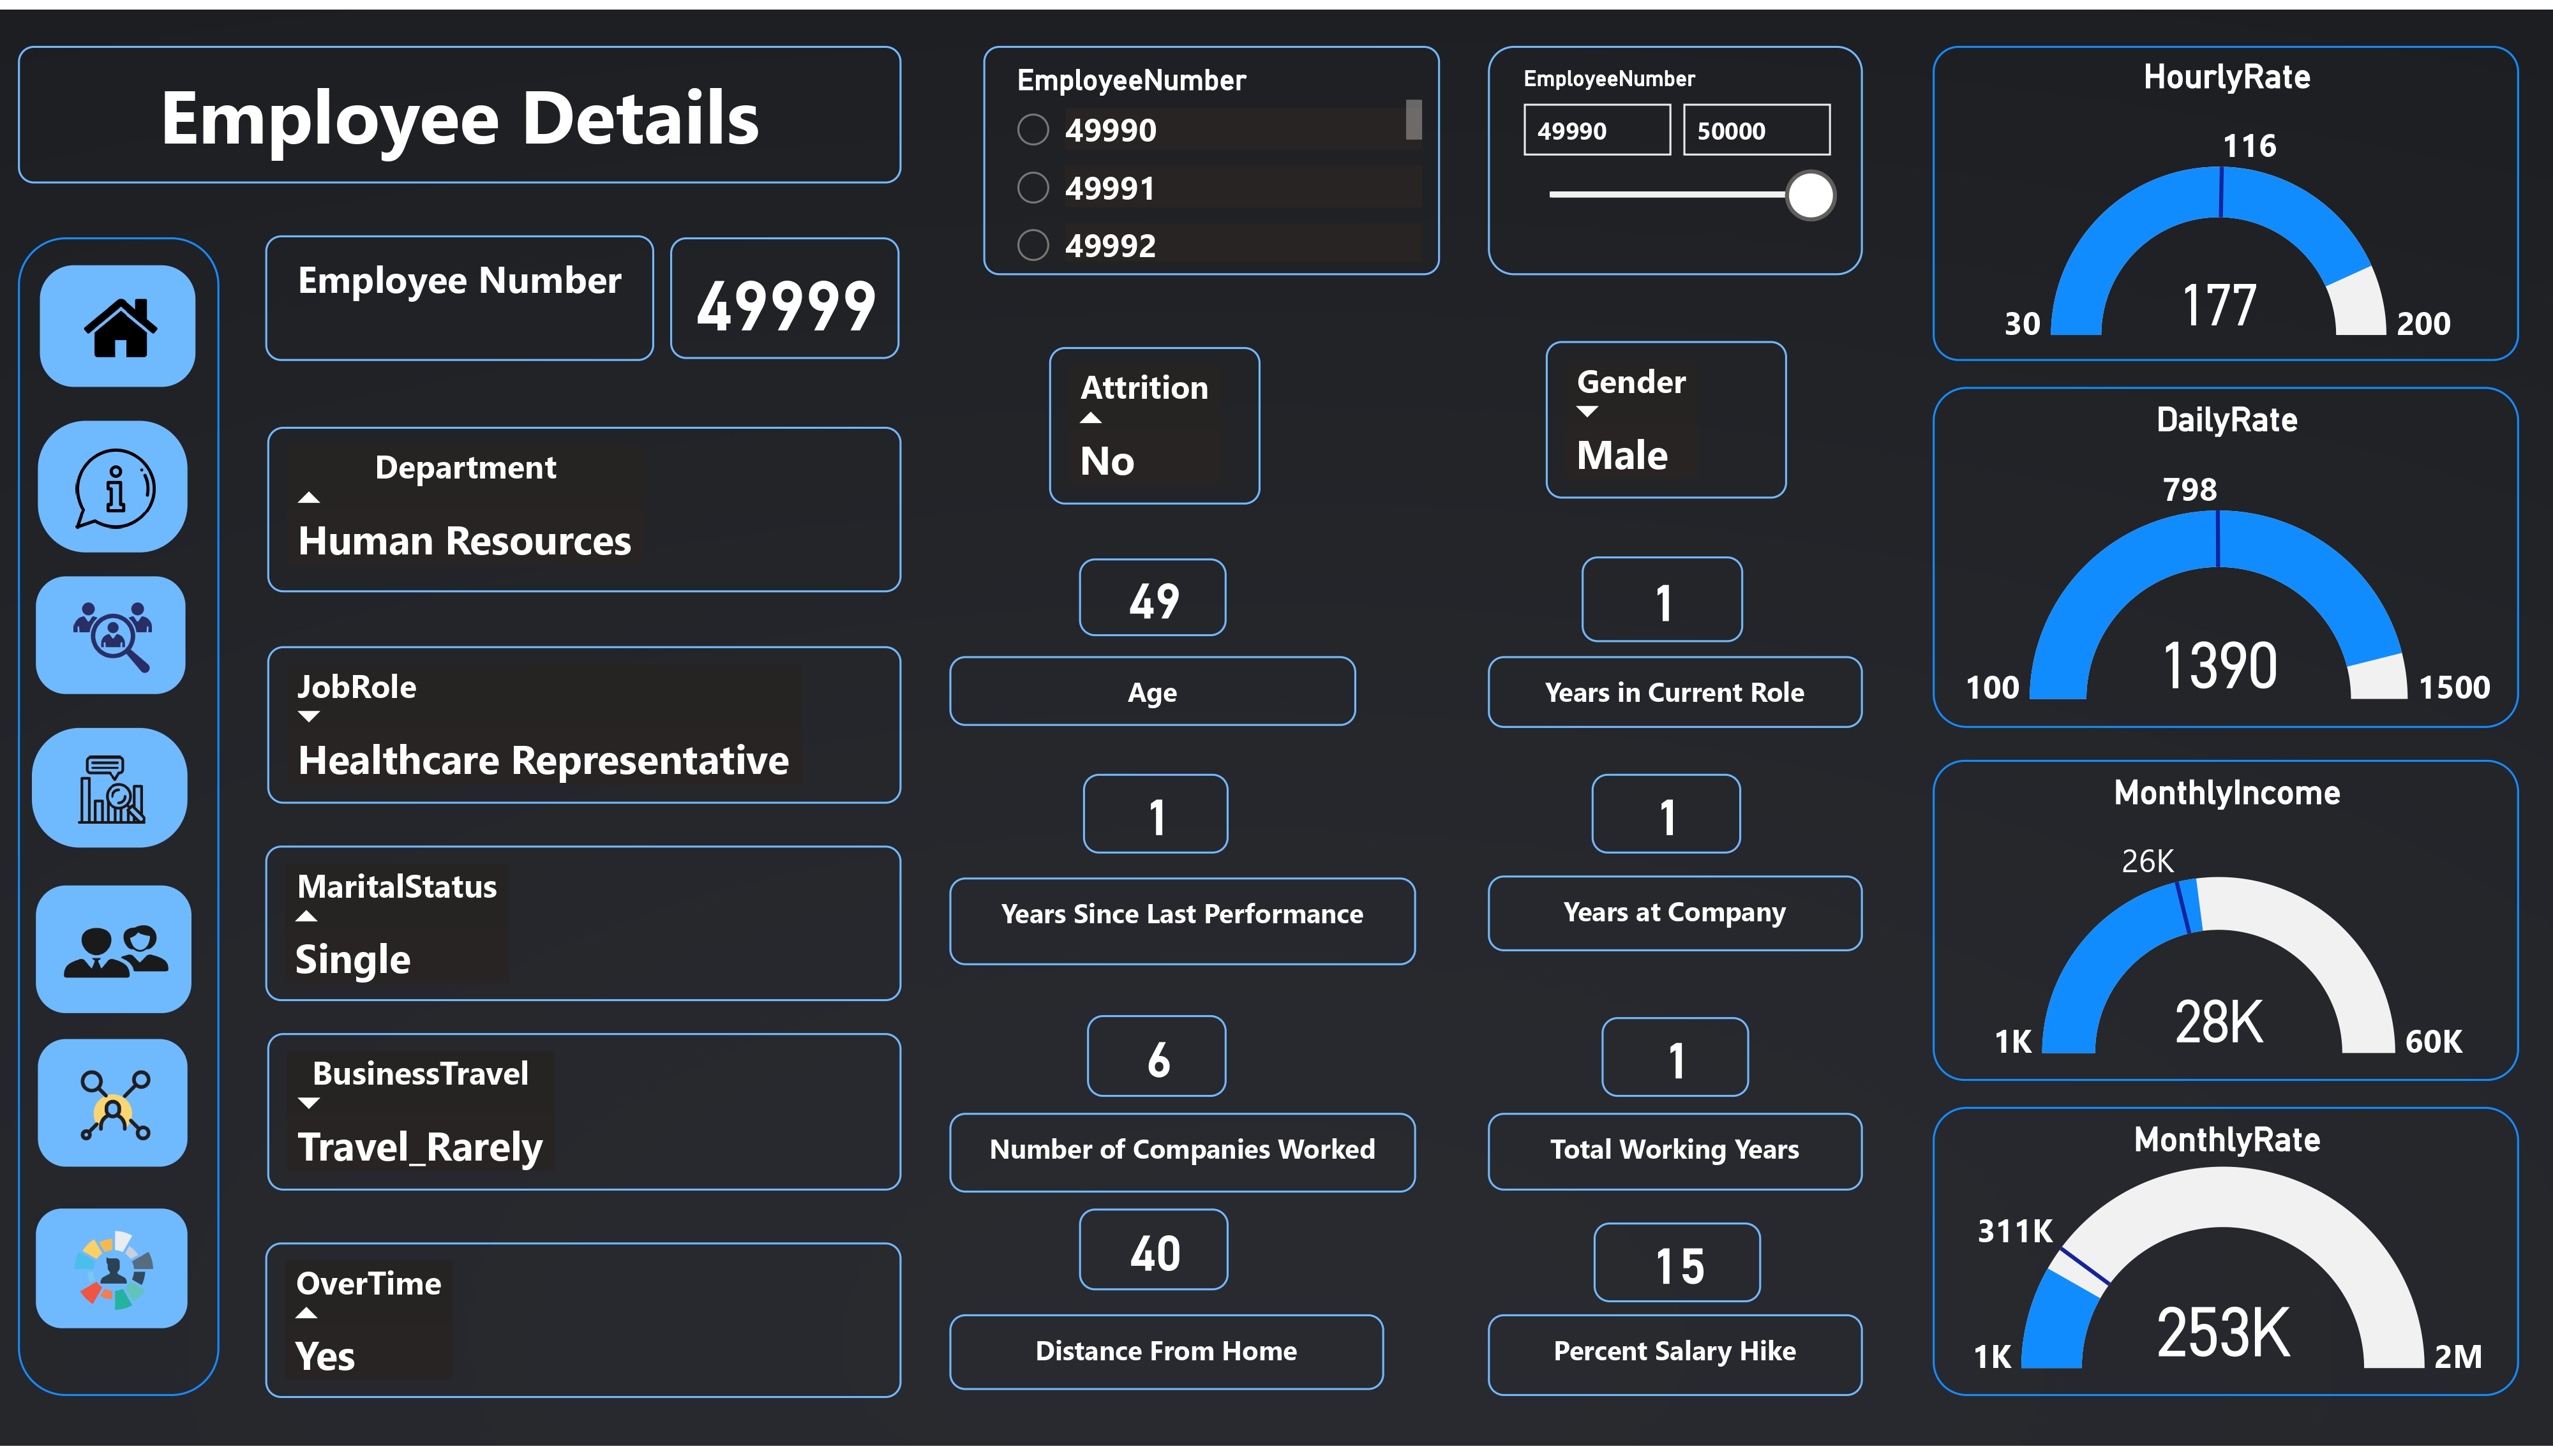 Employee Details
EmployeeNumber
49990
49991
49992
EmployeeNumber
49990 50000
Employee Number
49999
Department
Human Resources
JobRole
Healthcare Representative
MaritalStatus
Single
BusinessTravel
Travel_Rarely
OverTime
Yes
Attrition
No
Gender
Male
49
Age
1
Years in Current Role
1
Years Since Last Performance
1
Years at Company
6
Number of Companies Worked
1
Total Working Years
40
Distance From Home
15
Percent Salary Hike
HourlyRate
116
177
30 200
DailyRate
798
1390
100 1500
MonthlyIncome
26K
28K
1K 60K
MonthlyRate
311K
253K
1K 2M